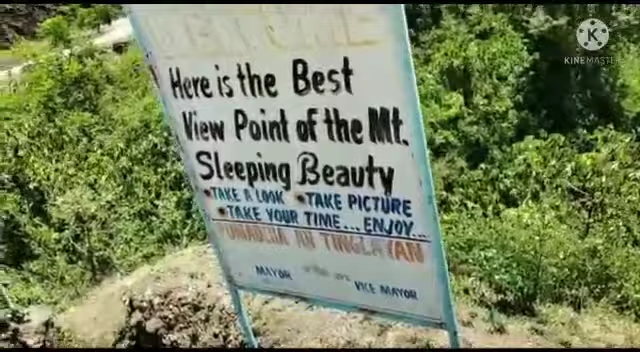 WELCOME
Here is the Best
View Point of the Mt.
Sleeping Beauty
•TAKE A LOOK •TAKE PICTURE
•TAKE YOUR TIME... ENJOY...
TINGLAYAN
MAYOR
VICE MAYOR
K
KINEMASTER